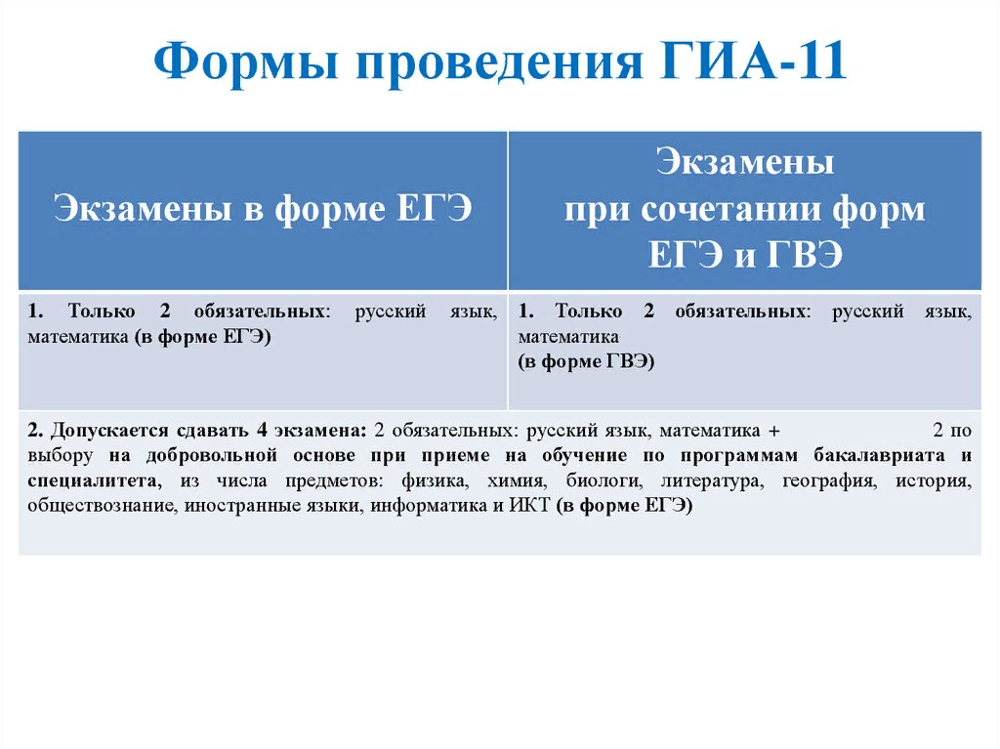 Формы проведения ГИА-11
Экзамены в форме ЕГЭ
Экзамены
при сочетании форм
ЕГЭ и ГВЭ
1. Только 2 обязательных: русский язык,
математика (в форме ЕГЭ)
1. Только 2 обязательных: русский язык,
математика
(в форме ГВЭ)
2. Допускается сдавать 4 экзамена: 2 обязательных: русский язык, математика + 2 по
выбору на добровольной основе при приеме на обучение по программам бакалавриата и
специалитета, из числа предметов: физика, химия, биологи, литература, география, история,
обществознание, иностранные языки, информатика и ИКТ (в форме ЕГЭ)